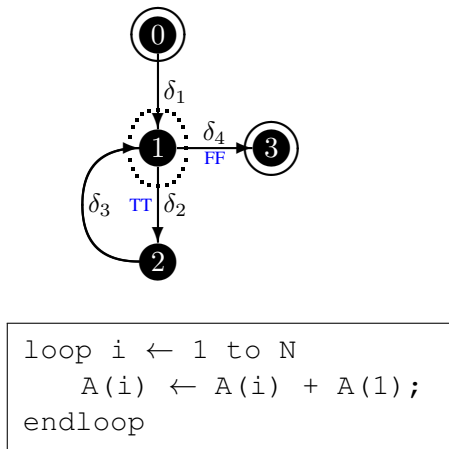 0
δ₁
1
δ₄
FF
3
δ₃
TT
δ₂
2
loop i ← 1 to N
A(i) ← A(i) + A(1);
endloop